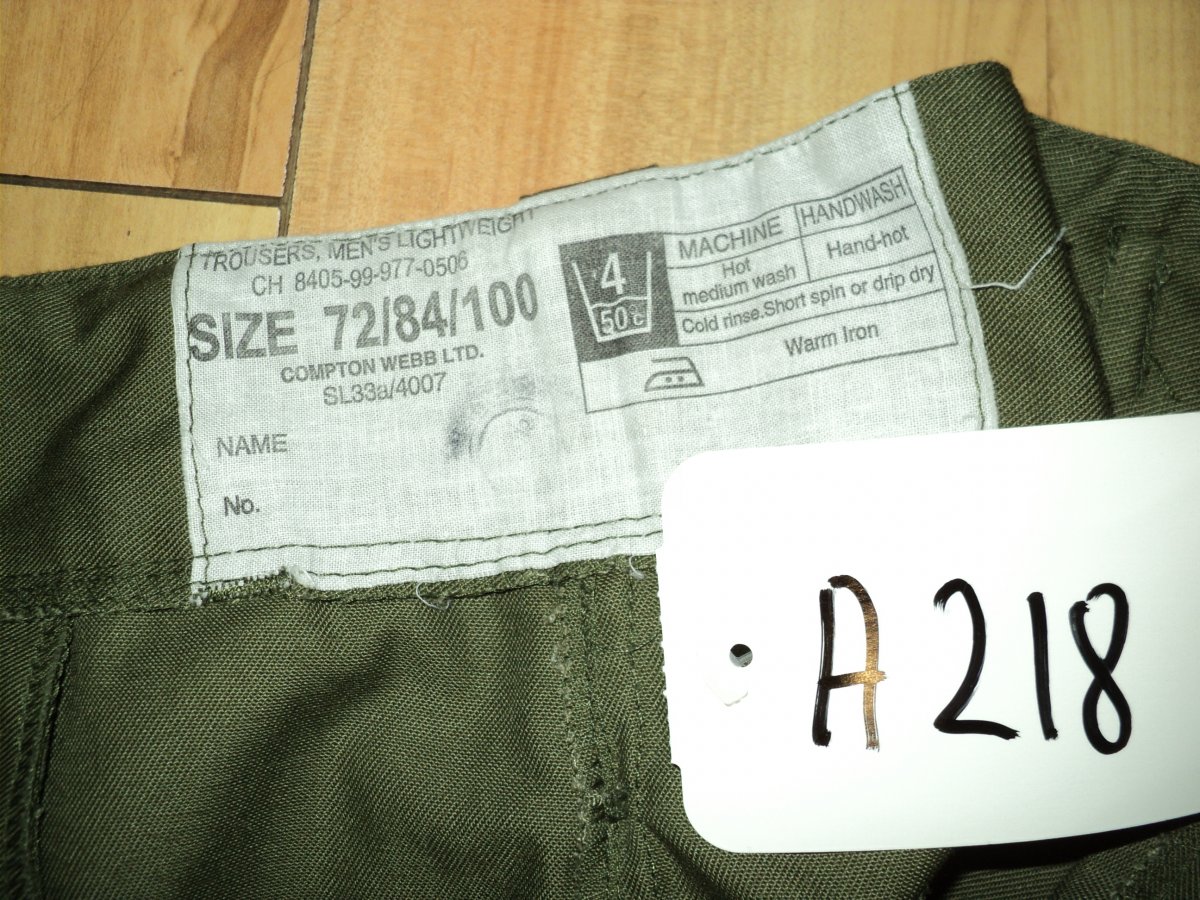 TROUSERS, MEN'S LIGHTWEIGHT
CH 8405-99-977-0506
SIZE 72/84/100
COMPTON WEBB LTD.
SL33a/4007
NAME
No.
4
50°C
MACHINE
HANDWASH
Hot
medium wash
Hand-hot
Cold rinse.Short spin or drip dry
Warm Iron
A218